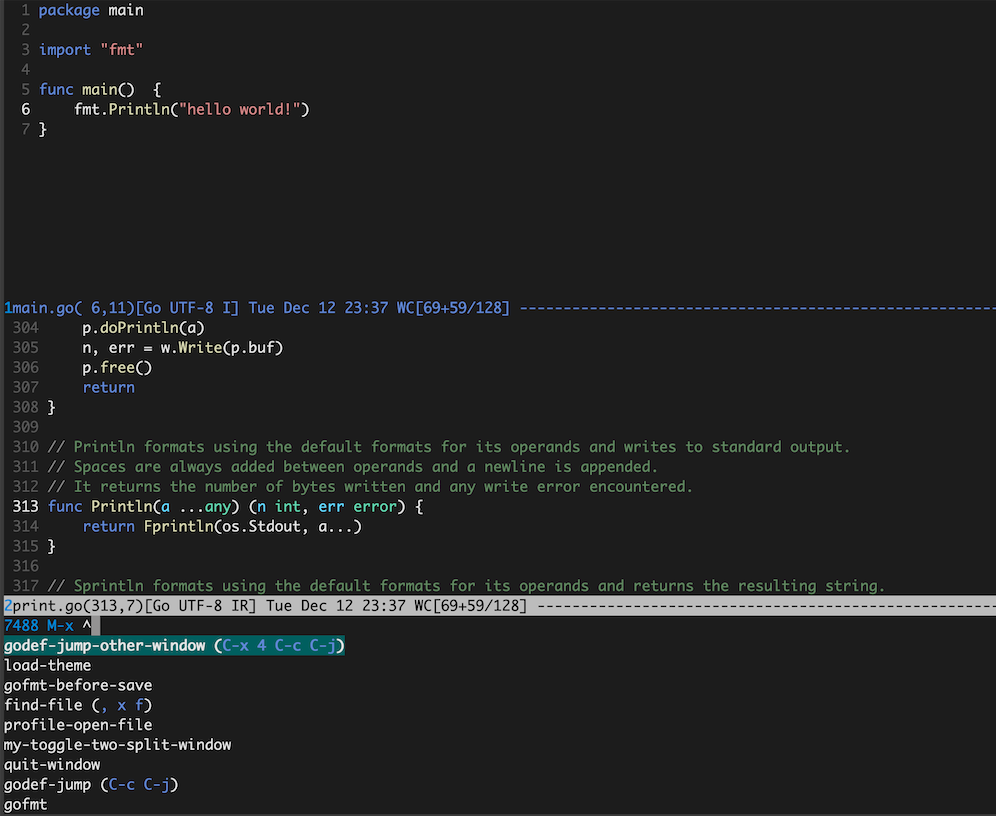 1 package main
2
3 import "fmt"
4
5 func main()  {
6     fmt.Println("hello world!")
7 }
1main.go( 6,11)[Go UTF-8 I] Tue Dec 12 23:37 WC[69+59/128] ------------------------------------------------------
304     p.doPrintln(a)
305     n, err = w.Write(p.buf)
306     p.free()
307     return
308 }
309
310 // Println formats using the default formats for its operands and writes to standard output.
311 // Spaces are always added between operands and a newline is appended.
312 // It returns the number of bytes written and any write error encountered.
313 func Println(a ...any) (n int, err error) {
314     return Fprintln(os.Stdout, a...)
315 }
316
317 // Sprintln formats using the default formats for its operands and returns the resulting string.
2print.go(313,7)[Go UTF-8 IR] Tue Dec 12 23:37 WC[69+59/128] ----------------------------------------------------
7488 M-x ^
godef-jump-other-window (C-x 4 C-c C-j)
load-theme
gofmt-before-save
find-file (, x f)
profile-open-file
my-toggle-two-split-window
quit-window
godef-jump (C-c C-j)
gofmt